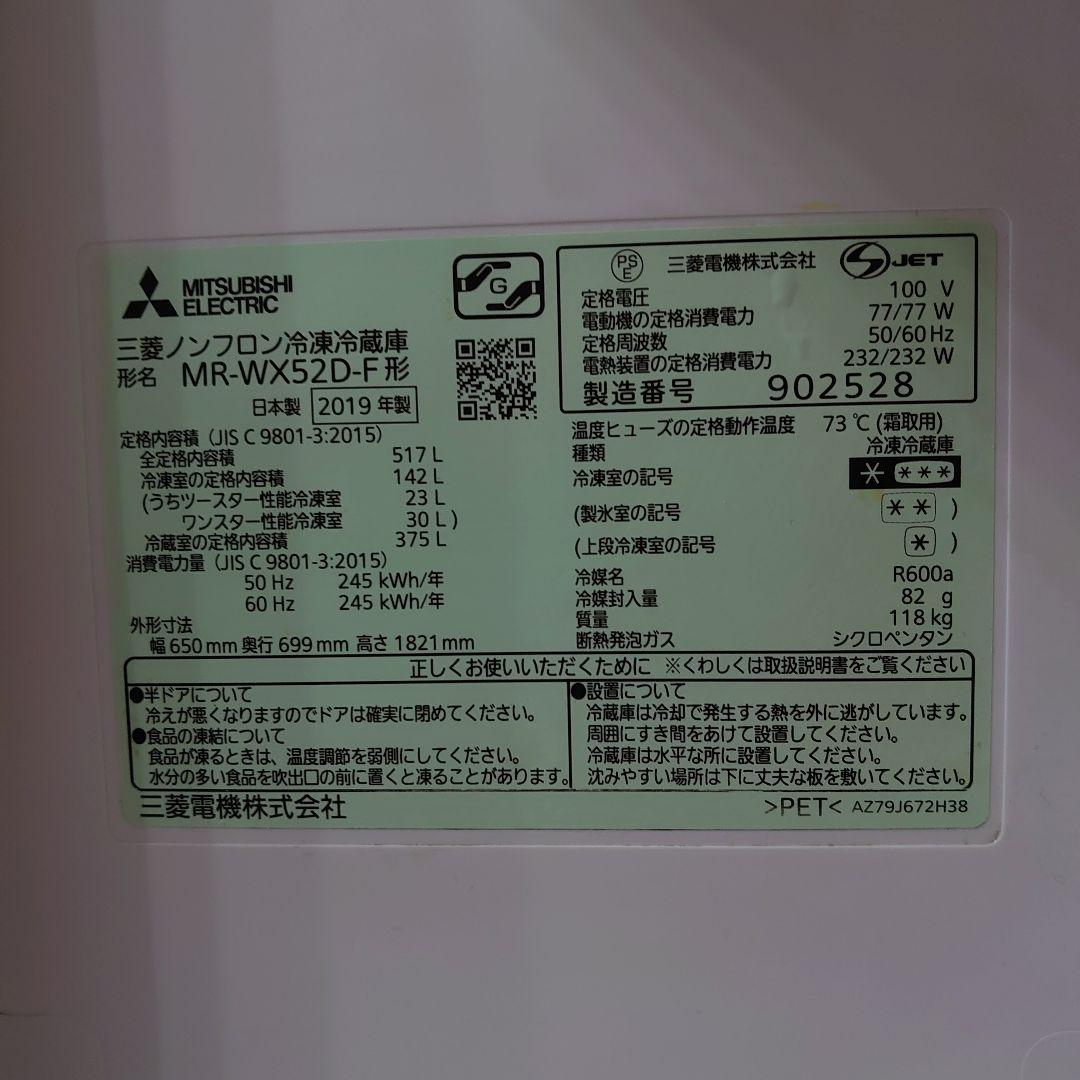 MITSUBISHI
ELECTRIC
G
三菱ノンフロン冷凍冷蔵庫
形名 MR-WX52D-F形
日本製 2019年製
定格内容積（JIS C 9801-3:2015）
全定格内容積 517 L
冷凍室の定格内容積 142 L
(うちツースター性能冷凍室 23 L
ワンスター性能冷凍室 30 L )
冷蔵室の定格内容積 375 L
消費電力量（JIS C 9801-3:2015）
50 Hz 245 kWh/年
60 Hz 245 kWh/年
外形寸法
幅 650 mm 奥行 699 mm 高さ 1821 mm
PS
E
三菱電機株式会社 S JET
定格電圧 100 V
電動機の定格消費電力 77/77 W
定格周波数 50/60 Hz
電熱装置の定格消費電力 232/232 W
製造番号 902528
温度ヒューズの定格動作温度 73 ℃ (霜取用)
種類 冷凍冷蔵庫
冷凍室の記号 * ***
(製氷室の記号 ** )
(上段冷凍室の記号 * )
冷媒名 R600a
冷媒封入量 82 g
質量 118 kg
断熱発泡ガス シクロペンタン
正しくお使いいただくために ※くわしくは取扱説明書をご覧ください
●半ドアについて
冷えが悪くなりますのでドアは確実に閉めてください。
●食品の凍結について
食品が凍るときは、温度調節を弱側にしてください。
水分の多い食品を吹出口の前に置くと凍ることがあります。
●設置について
冷蔵庫は冷却で発生する熱を外に逃がしています。
周囲にすき間をあけて設置してください。
冷蔵庫は水平な所に設置してください。
沈みやすい場所は下に丈夫な板を敷いてください。
三菱電機株式会社
>PET< AZ79J672H38